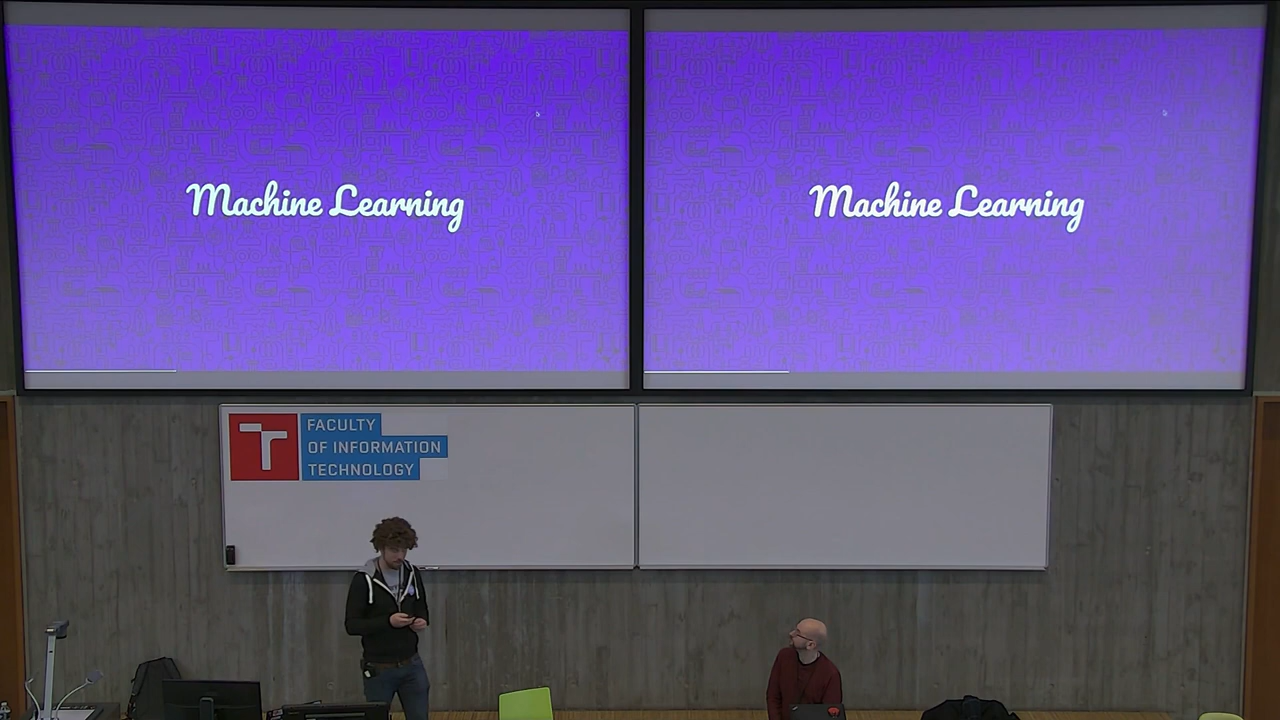 Machine Learning
Machine Learning
FACULTY
OF INFORMATION
TECHNOLOGY